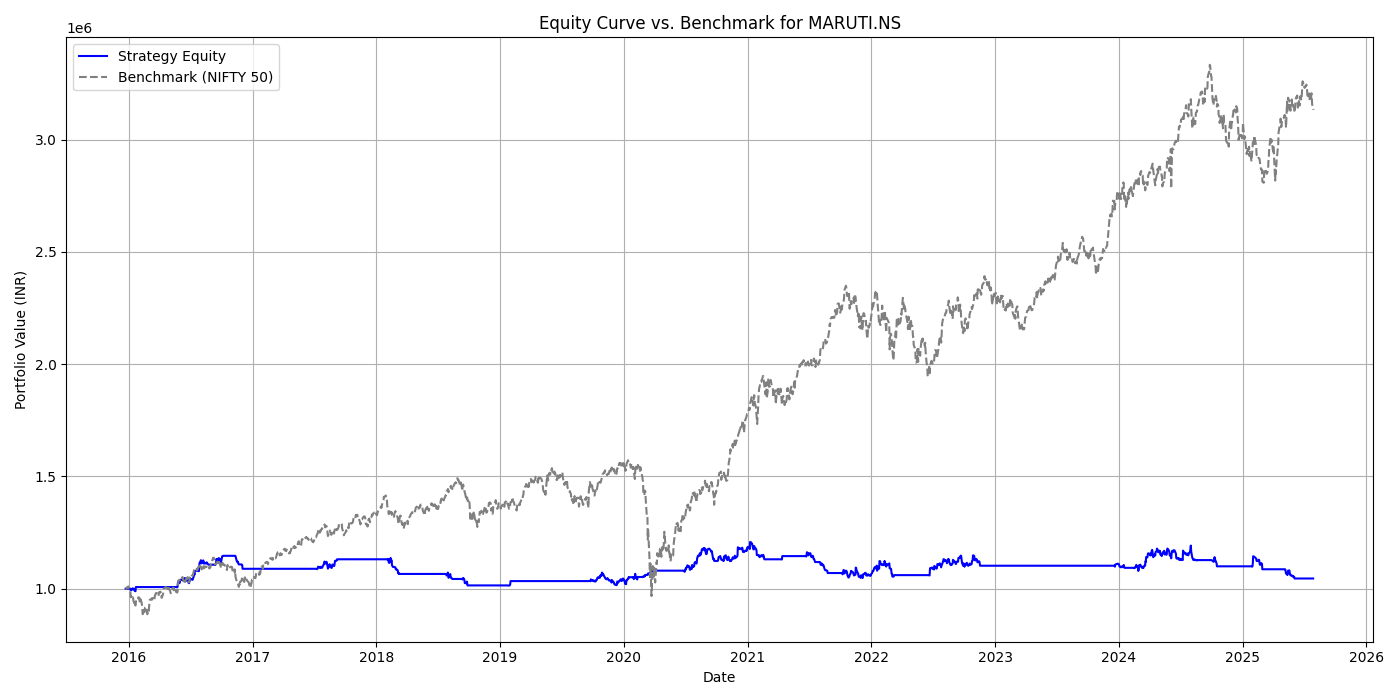 Equity Curve vs. Benchmark for MARUTI.NS
1e6
Strategy Equity
Benchmark (NIFTY 50)
Portfolio Value (INR)
3.0
2.5
2.0
1.5
1.0
2016 2017 2018 2019 2020 2021 2022 2023 2024 2025 2026
Date